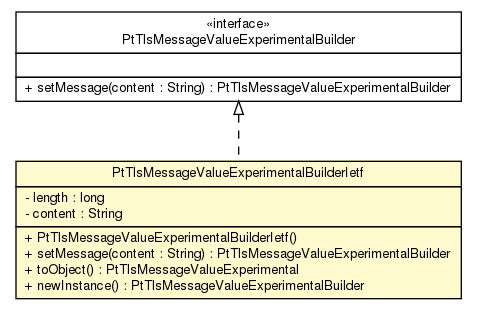 «interface»
PtTlsMessageValueExperimentalBuilder
+ setMessage(content : String) : PtTlsMessageValueExperimentalBuilder
PtTlsMessageValueExperimentalBuilderIetf
- length : long
- content : String
+ PtTlsMessageValueExperimentalBuilderIetf()
+ setMessage(content : String) : PtTlsMessageValueExperimentalBuilder
+ toObject() : PtTlsMessageValueExperimental
+ newInstance() : PtTlsMessageValueExperimentalBuilder